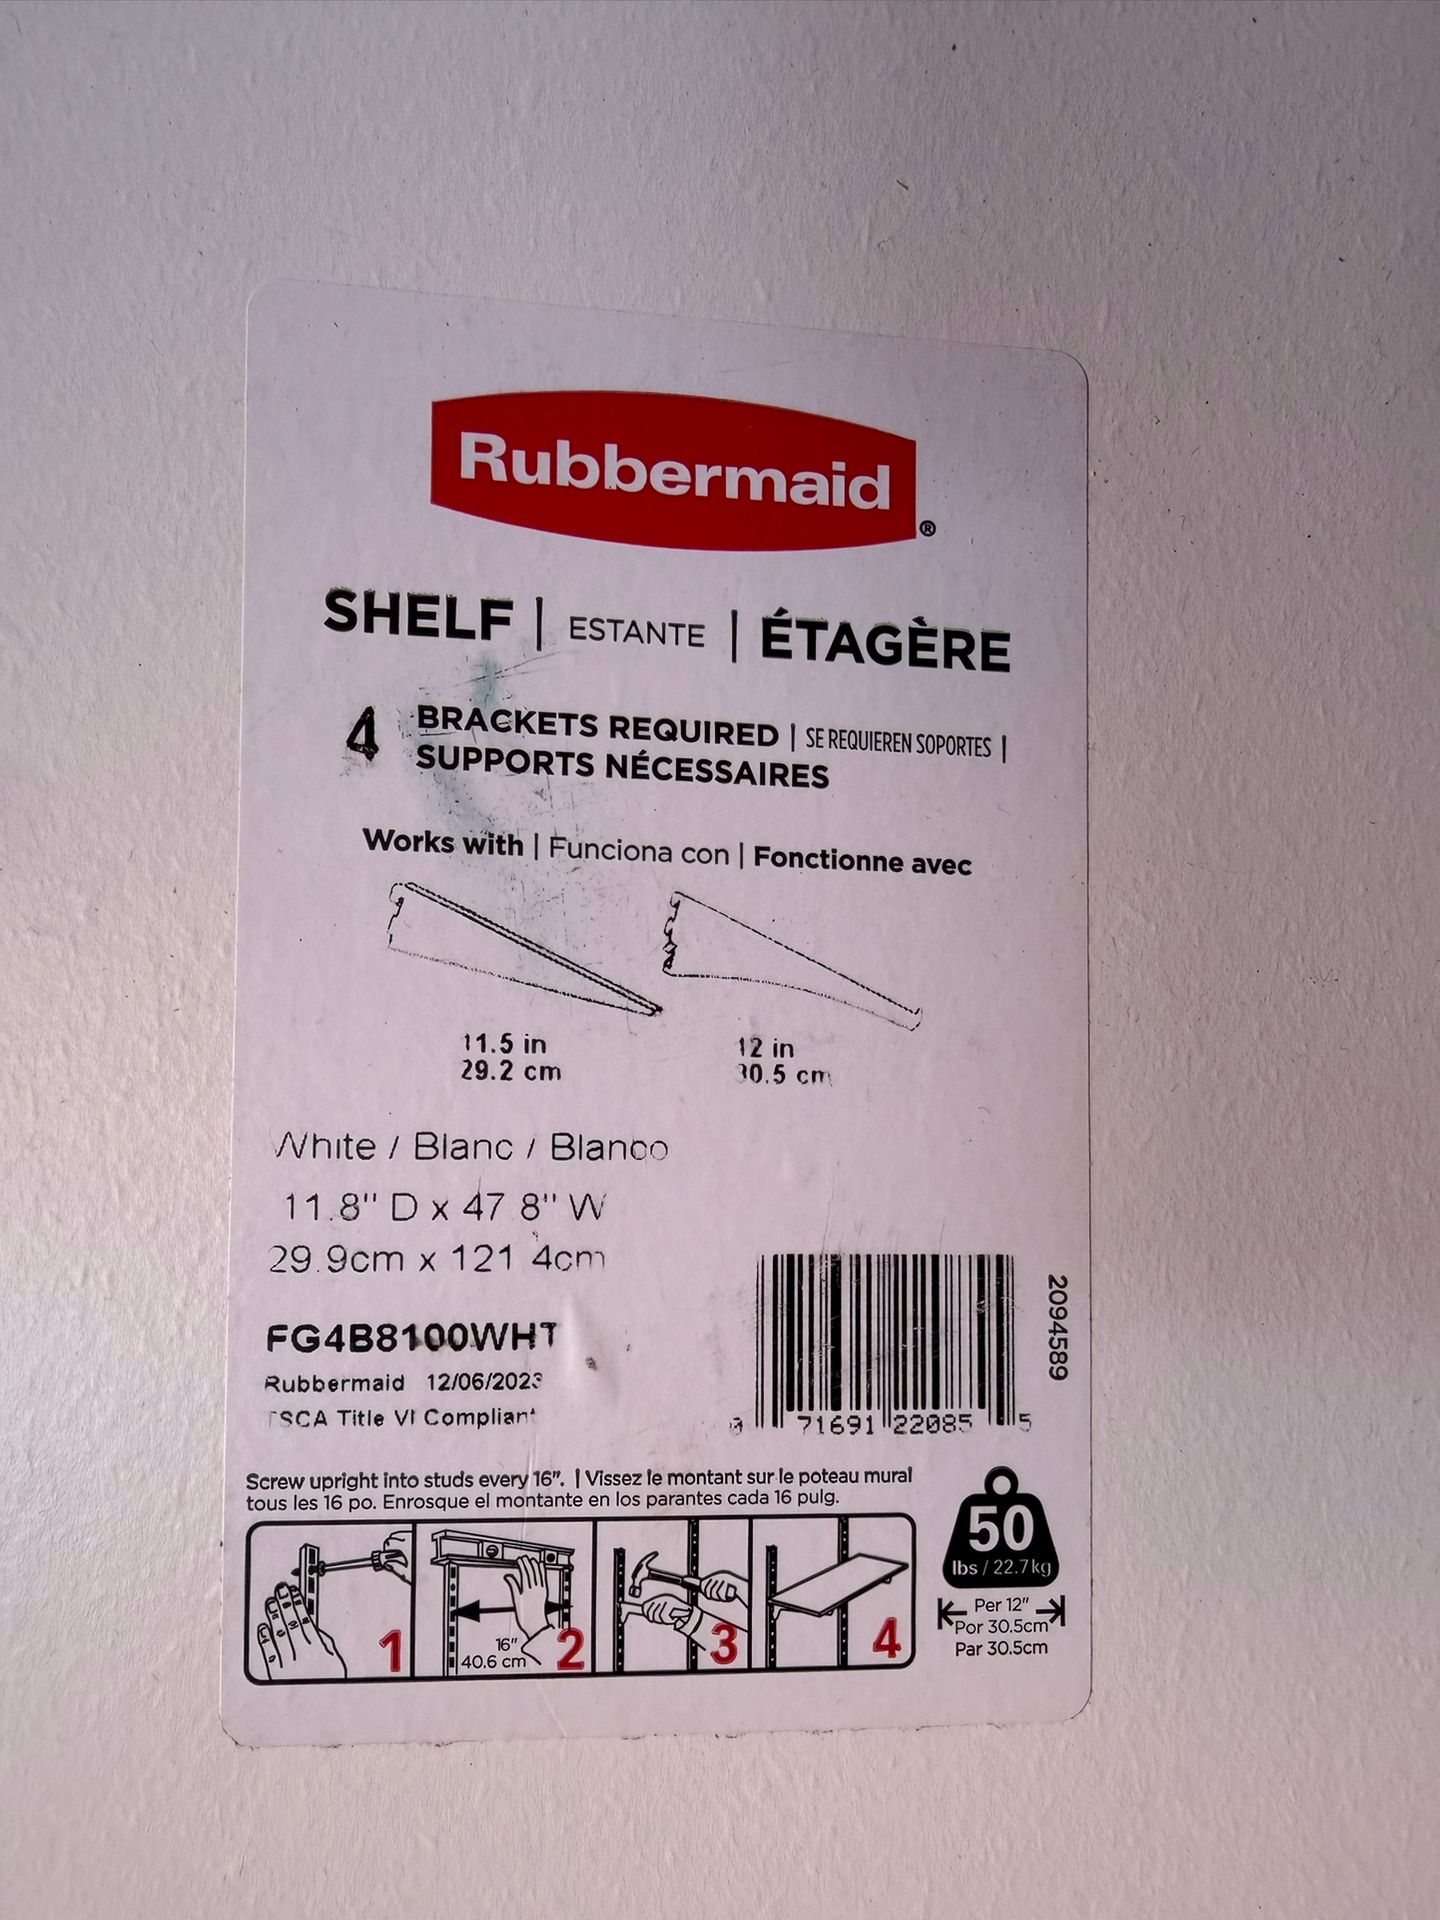 Rubbermaid®
SHELF | ESTANTE | ÉTAGÈRE
4 BRACKETS REQUIRED | SE REQUIEREN SOPORTES |
SUPPORTS NÉCESSAIRES
Works with | Funciona con | Fonctionne avec
11.5 in
29.2 cm
12 in
30.5 cm
White / Blanc / Blanco
11.8" D x 47 8" W
29.9cm x 121 4cm
FG4B8100WHT
Rubbermaid 12/06/2023
TSCA Title VI Compliant
0 71691 22085 5
2094589
Screw upright into studs every 16". | Vissez le montant sur le poteau mural
tous les 16 po. Enrosque el montante en los parantes cada 16 pulg.
1
16"
40.6 cm
2
3
4
50
lbs / 22.7kg
Per 12"
Por 30.5cm
Par 30.5cm